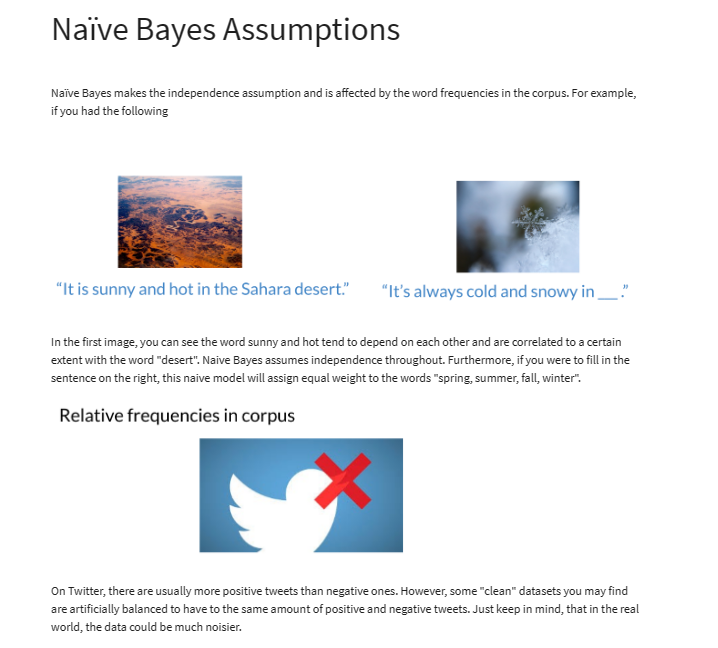 Naïve Bayes Assumptions
Naïve Bayes makes the independence assumption and is affected by the word frequencies in the corpus. For example,
if you had the following
“It is sunny and hot in the Sahara desert.”
“It’s always cold and snowy in ___ .”
In the first image, you can see the word sunny and hot tend to depend on each other and are correlated to a certain
extent with the word "desert". Naive Bayes assumes independence throughout. Furthermore, if you were to fill in the
sentence on the right, this naive model will assign equal weight to the words "spring, summer, fall, winter".
Relative frequencies in corpus
On Twitter, there are usually more positive tweets than negative ones. However, some "clean" datasets you may find
are artificially balanced to have to the same amount of positive and negative tweets. Just keep in mind, that in the real
world, the data could be much noisier.